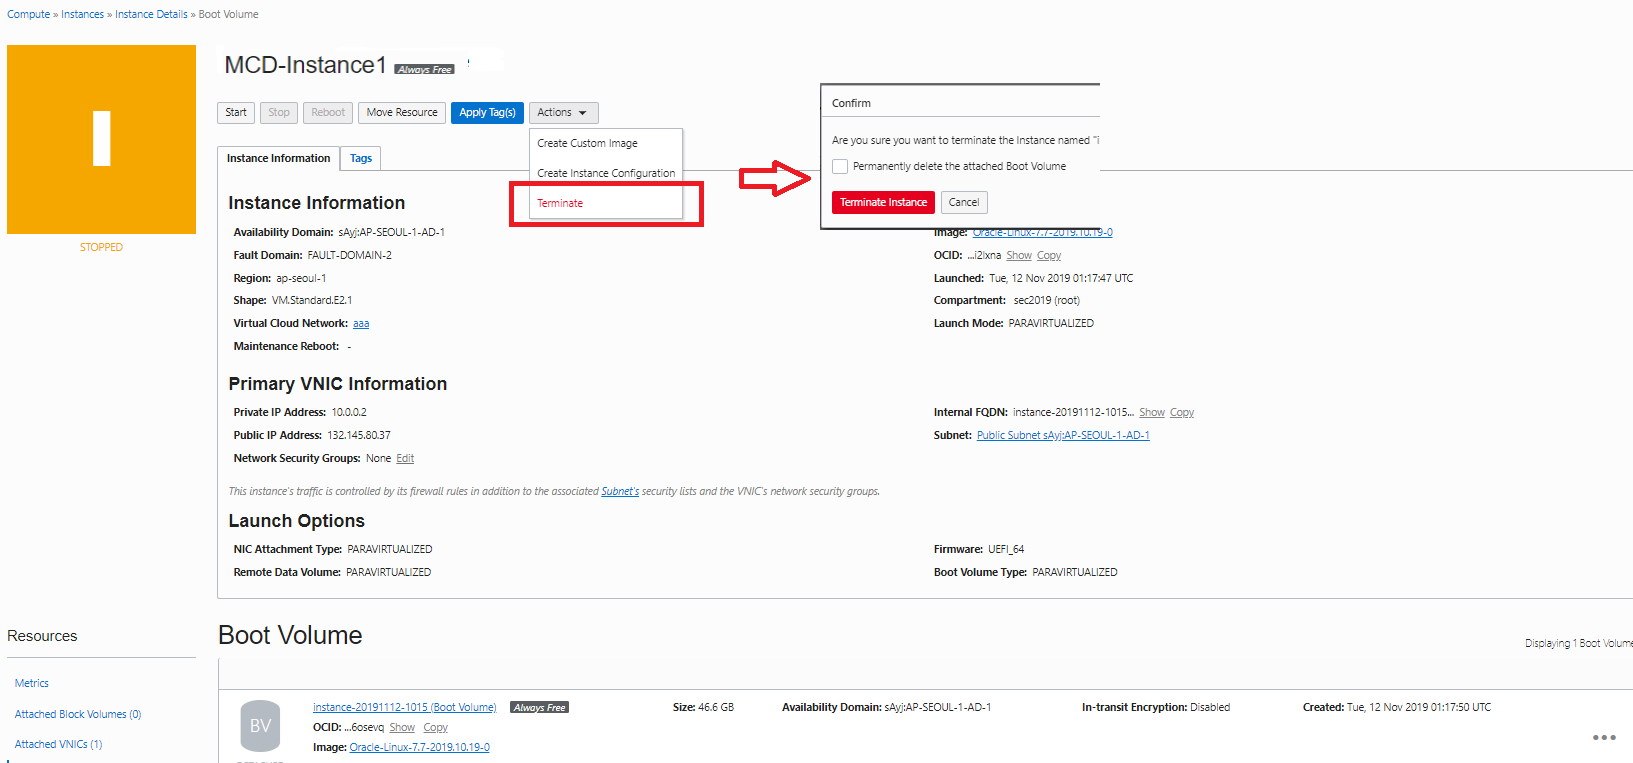 Compute » Instances » Instance Details » Boot Volume
MCD-Instance1 Always Free
Start Stop Reboot Move Resource Apply Tag(s) Actions
Create Custom Image
Create Instance Configuration
Terminate
Confirm
Are you sure you want to terminate the Instance named "i
Permanently delete the attached Boot Volume
Terminate Instance Cancel
STOPPED
Instance Information Tags
Instance Information
Availability Domain: sAyj:AP-SEOUL-1-AD-1
Fault Domain: FAULT-DOMAIN-2
Region: ap-seoul-1
Shape: VM.Standard.E2.1
Virtual Cloud Network: aaa
Maintenance Reboot: -
Image: Oracle-Linux-7.7-2019.10.19-0
OCID: ...i2lxna Show Copy
Launched: Tue, 12 Nov 2019 01:17:47 UTC
Compartment: sec2019 (root)
Launch Mode: PARAVIRTUALIZED
Primary VNIC Information
Private IP Address: 10.0.0.2
Public IP Address: 132.145.80.37
Network Security Groups: None Edit
Internal FQDN: instance-20191112-1015... Show Copy
Subnet: Public Subnet sAyj:AP-SEOUL-1-AD-1
This instance's traffic is controlled by its firewall rules in addition to the associated Subnet's security lists and the VNIC's network security groups.
Launch Options
NIC Attachment Type: PARAVIRTUALIZED
Remote Data Volume: PARAVIRTUALIZED
Firmware: UEFI_64
Boot Volume Type: PARAVIRTUALIZED
Resources
Metrics
Attached Block Volumes (0)
Attached VNICs (1)
Boot Volume
Displaying 1 Boot Volume
BV
instance-20191112-1015 (Boot Volume) Always Free
OCID: ...6osevq Show Copy
Image: Oracle-Linux-7.7-2019.10.19-0
Size: 46.6 GB
Availability Domain: sAyj:AP-SEOUL-1-AD-1
In-transit Encryption: Disabled
Created: Tue, 12 Nov 2019 01:17:50 UTC